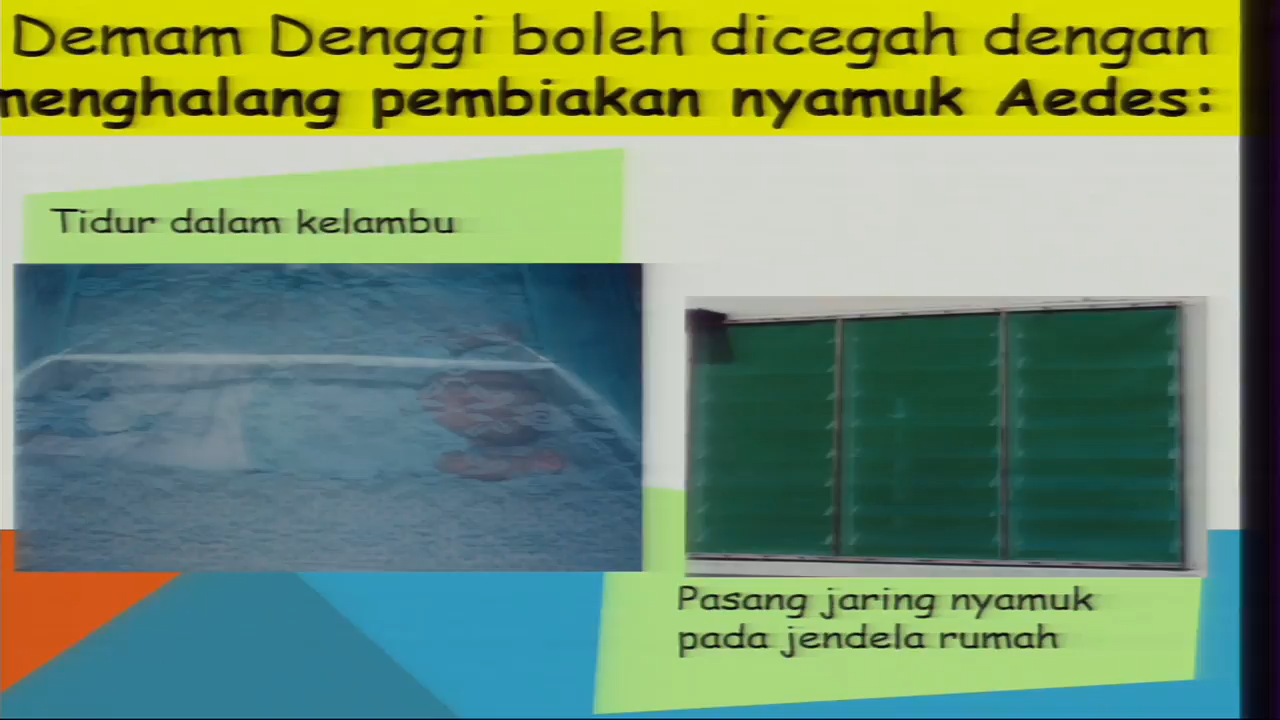 Demam Denggi boleh dicegah dengan
menghalang pembiakan nyamuk Aedes:
Tidur dalam kelambu
Pasang jaring nyamuk
pada jendela rumah